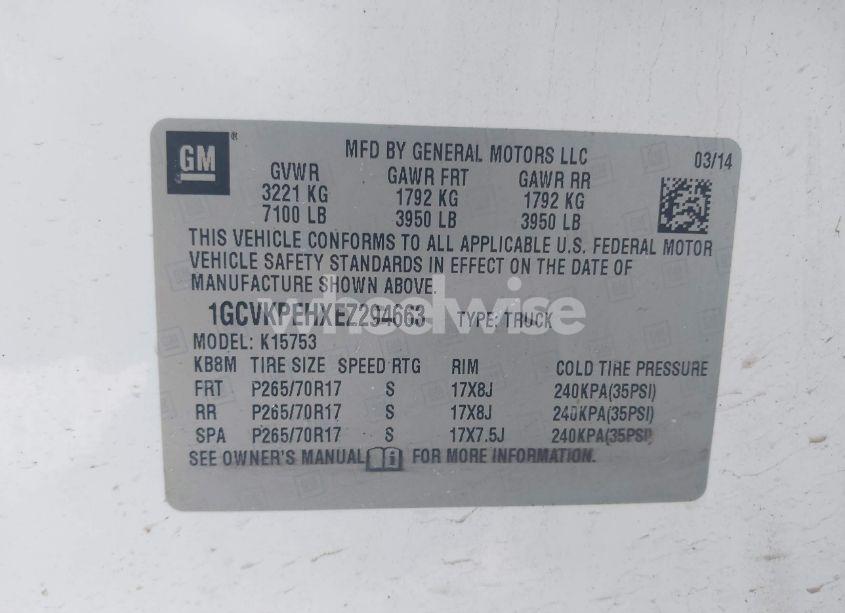 GM
MFD BY GENERAL MOTORS LLC 03/14
GVWR GAWR FRT GAWR RR
3221 KG 1792 KG 1792 KG
7100 LB 3950 LB 3950 LB
THIS VEHICLE CONFORMS TO ALL APPLICABLE U.S. FEDERAL MOTOR
VEHICLE SAFETY STANDARDS IN EFFECT ON THE DATE OF
MANUFACTURE SHOWN ABOVE.
wheelwise
1GCVKPEHXEZ294663 TYPE: TRUCK
MODEL: K15753
KB8M TIRE SIZE SPEED RTG RIM COLD TIRE PRESSURE
FRT P265/70R17 S 17X8J 240KPA(35PSI)
RR P265/70R17 S 17X8J 240KPA(35PSI)
SPA P265/70R17 S 17X7.5J 240KPA(35PSI)
SEE OWNER'S MANUAL FOR MORE INFORMATION.